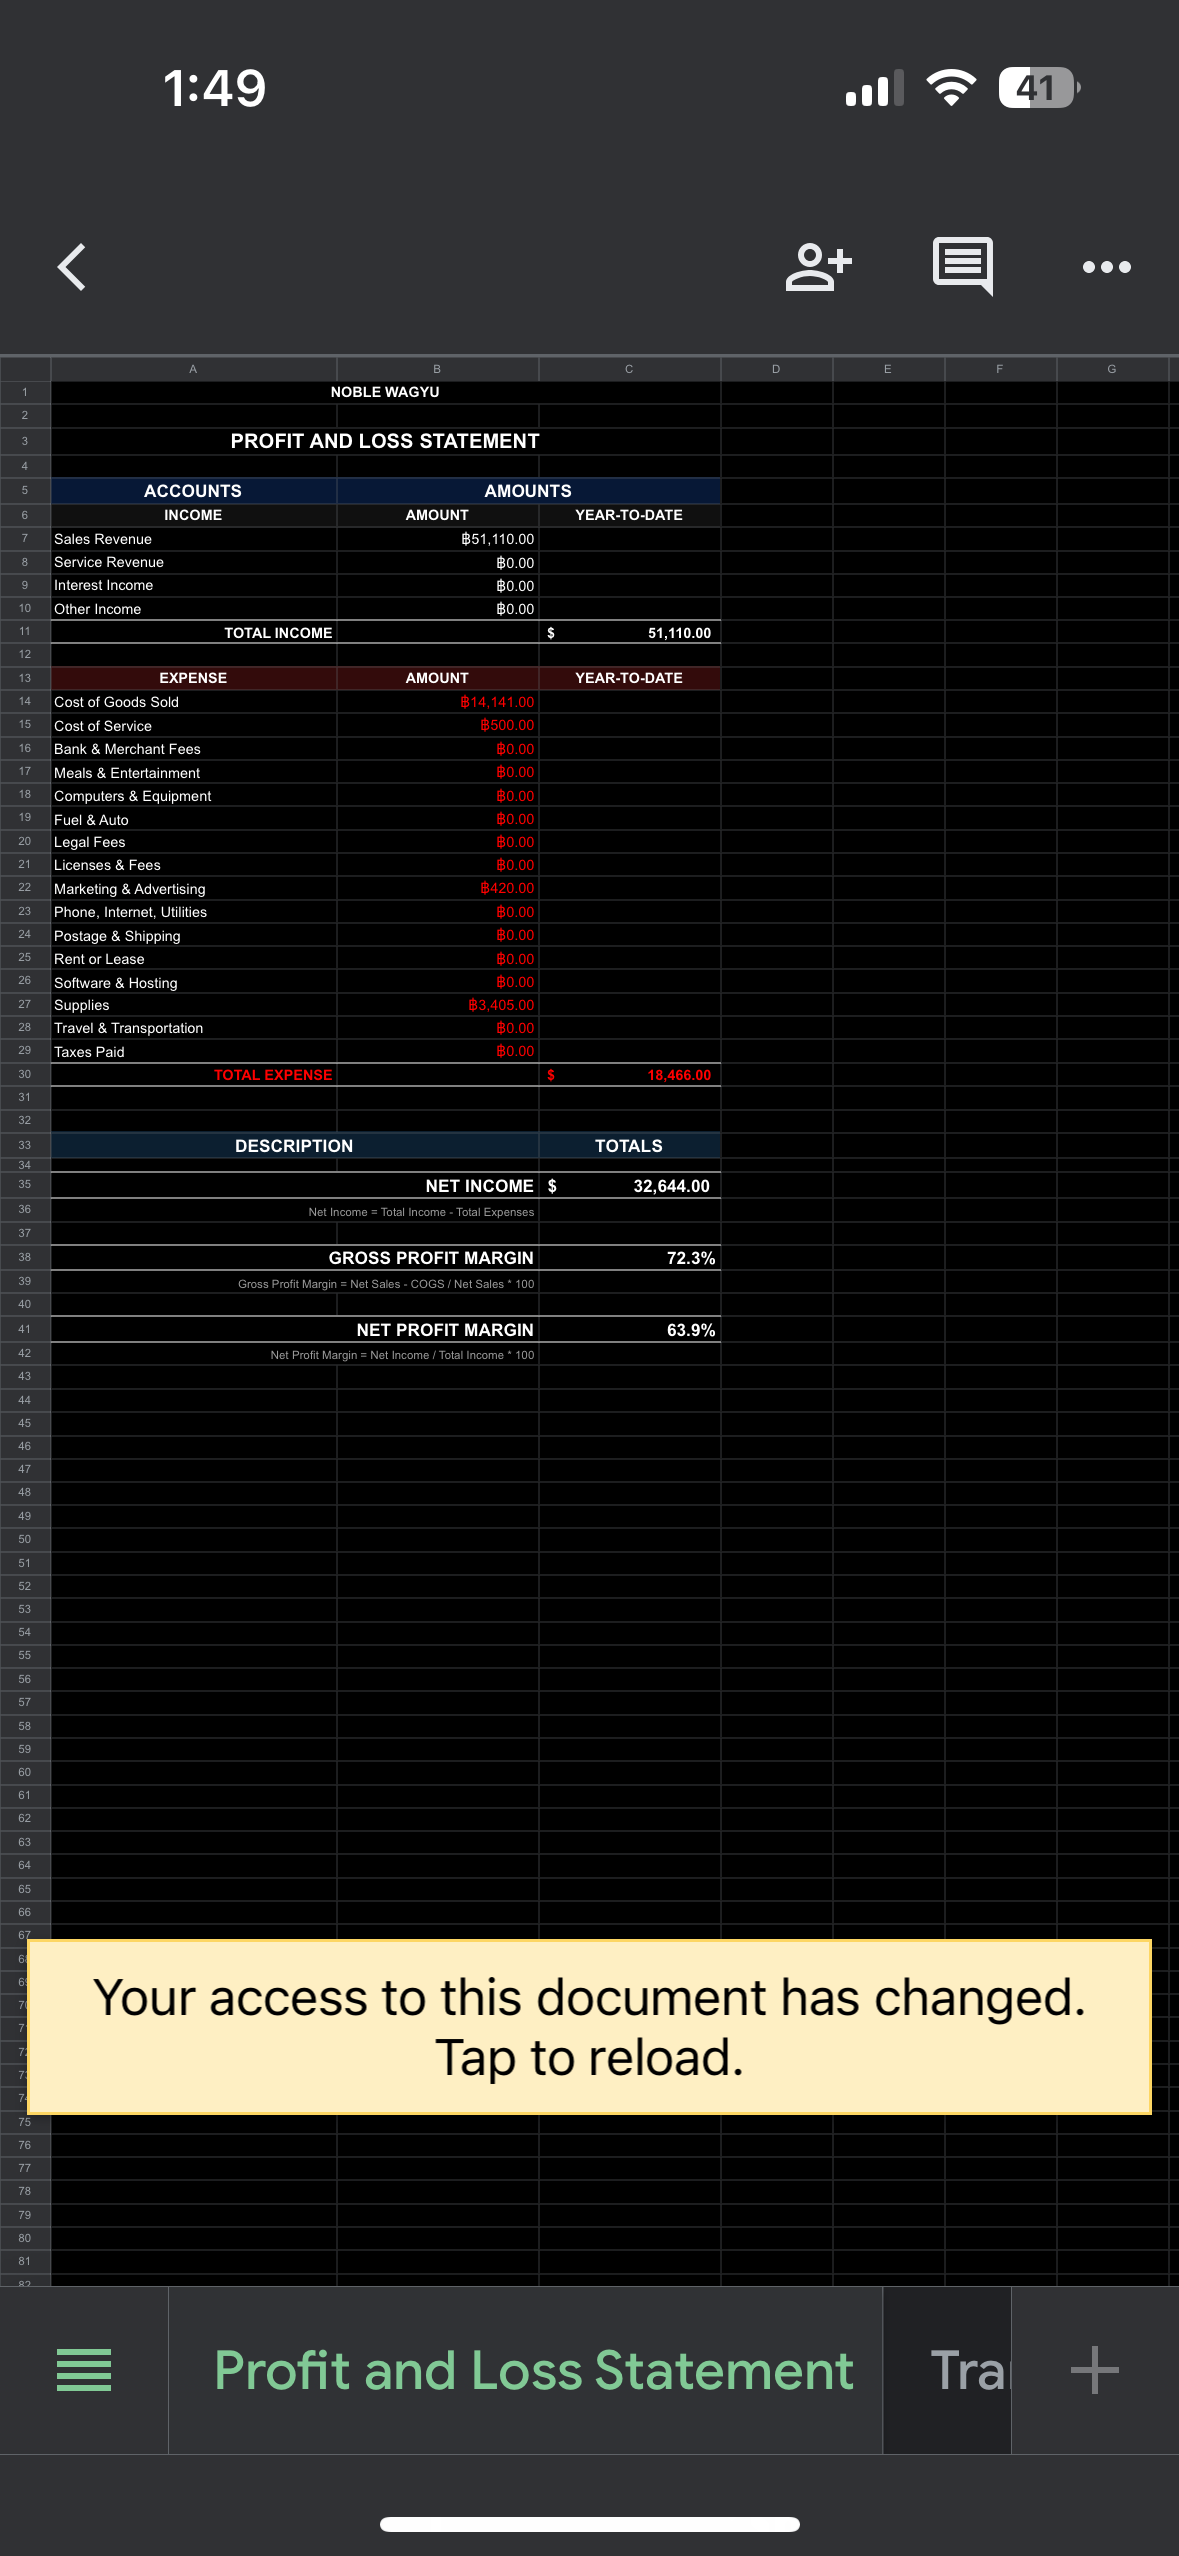 1:49
41
A B C D E F G
1 NOBLE WAGYU
2
3 PROFIT AND LOSS STATEMENT
4
5 ACCOUNTS AMOUNTS
6 INCOME AMOUNT YEAR-TO-DATE
7 Sales Revenue ฿51,110.00
8 Service Revenue ฿0.00
9 Interest Income ฿0.00
10 Other Income ฿0.00
11 TOTAL INCOME $ 51,110.00
12
13 EXPENSE AMOUNT YEAR-TO-DATE
14 Cost of Goods Sold ฿14,141.00
15 Cost of Service ฿500.00
16 Bank & Merchant Fees ฿0.00
17 Meals & Entertainment ฿0.00
18 Computers & Equipment ฿0.00
19 Fuel & Auto ฿0.00
20 Legal Fees ฿0.00
21 Licenses & Fees ฿0.00
22 Marketing & Advertising ฿420.00
23 Phone, Internet, Utilities ฿0.00
24 Postage & Shipping ฿0.00
25 Rent or Lease ฿0.00
26 Software & Hosting ฿0.00
27 Supplies ฿3,405.00
28 Travel & Transportation ฿0.00
29 Taxes Paid ฿0.00
30 TOTAL EXPENSE $ 18,466.00
31
32
33 DESCRIPTION TOTALS
34
35 NET INCOME $ 32,644.00
36 Net Income = Total Income - Total Expenses
37
38 GROSS PROFIT MARGIN 72.3%
39 Gross Profit Margin = Net Sales - COGS / Net Sales * 100
40
41 NET PROFIT MARGIN 63.9%
42 Net Profit Margin = Net Income / Total Income * 100
43
44
45
46
47
48
49
50
51
52
53
54
55
56
57
58
59
60
61
62
63
64
65
66
67
Your access to this document has changed.
Tap to reload.
75
76
77
78
79
80
81
82
Profit and Loss Statement Tra